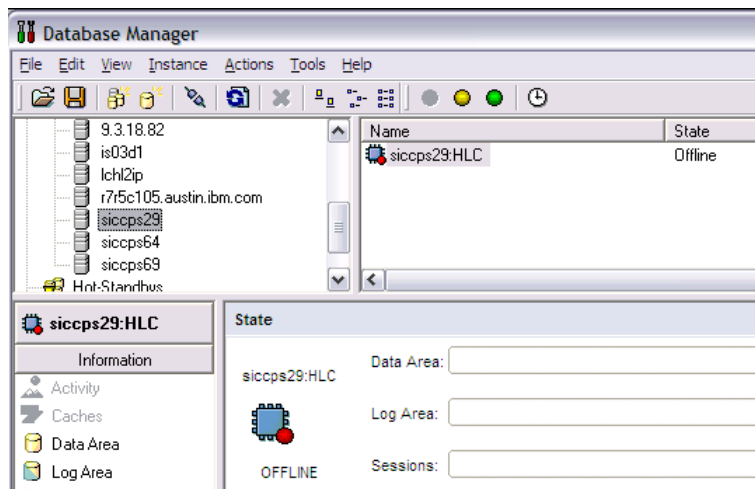 Database Manager
File Edit View Instance Actions Tools Help
9.3.18.82
is03d1
lchl2ip
r7r5c105.austin.ibm.com
siccps29
siccps64
siccps69
Hot-Standbys
Name State
siccps29:HLC Offline
siccps29:HLC
Information
Activity
Caches
Data Area
Log Area
State
siccps29:HLC
OFFLINE
Data Area:
Log Area:
Sessions: